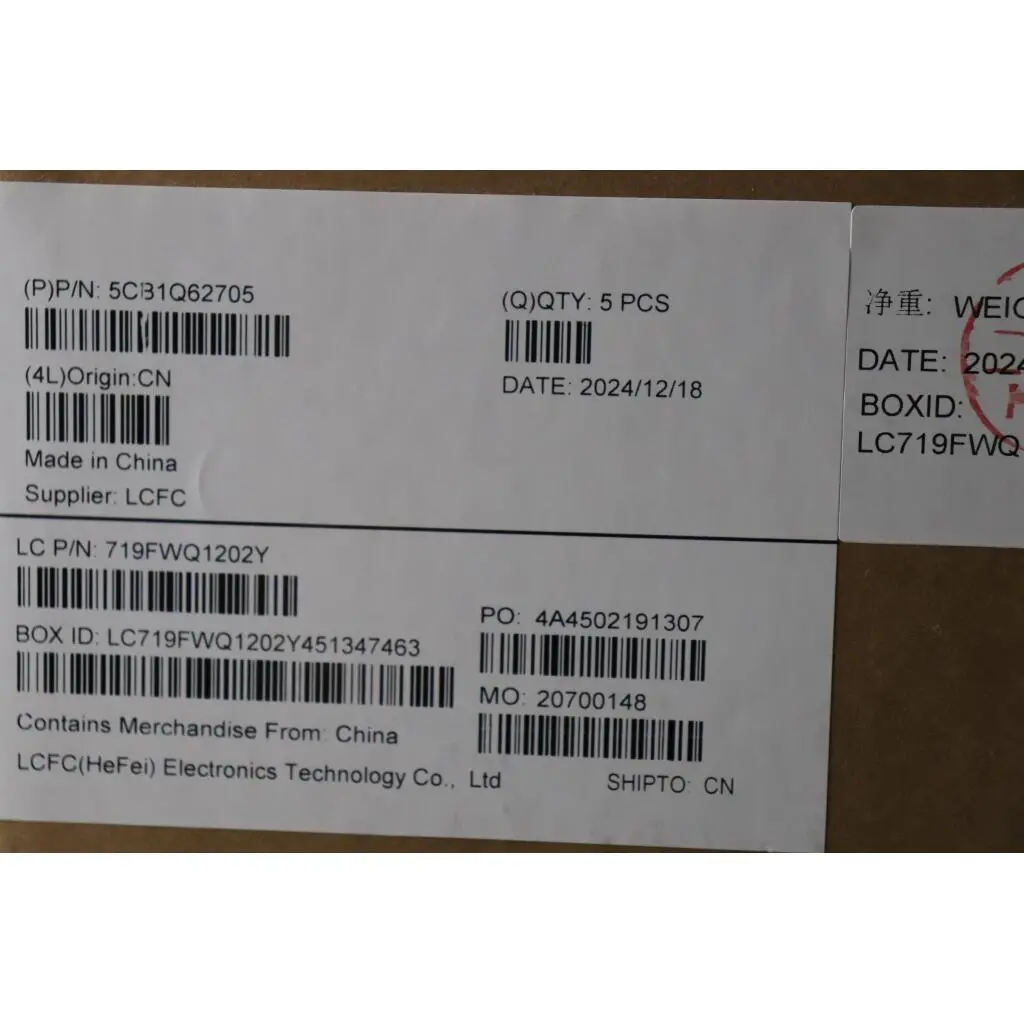 (P)P/N: 5CB1Q62705
(Q)QTY: 5 PCS
(4L)Origin:CN
DATE: 2024/12/18
Made in China
Supplier: LCFC
LC P/N: 719FWQ1202Y
BOX ID: LC719FWQ1202Y451347463
PO: 4A4502191307
MO: 20700148
Contains Merchandise From: China
LCFC(HeFei) Electronics Technology Co., Ltd
SHIPTO: CN
净重:
DATE: 2024
BOXID:
LC719FWQ